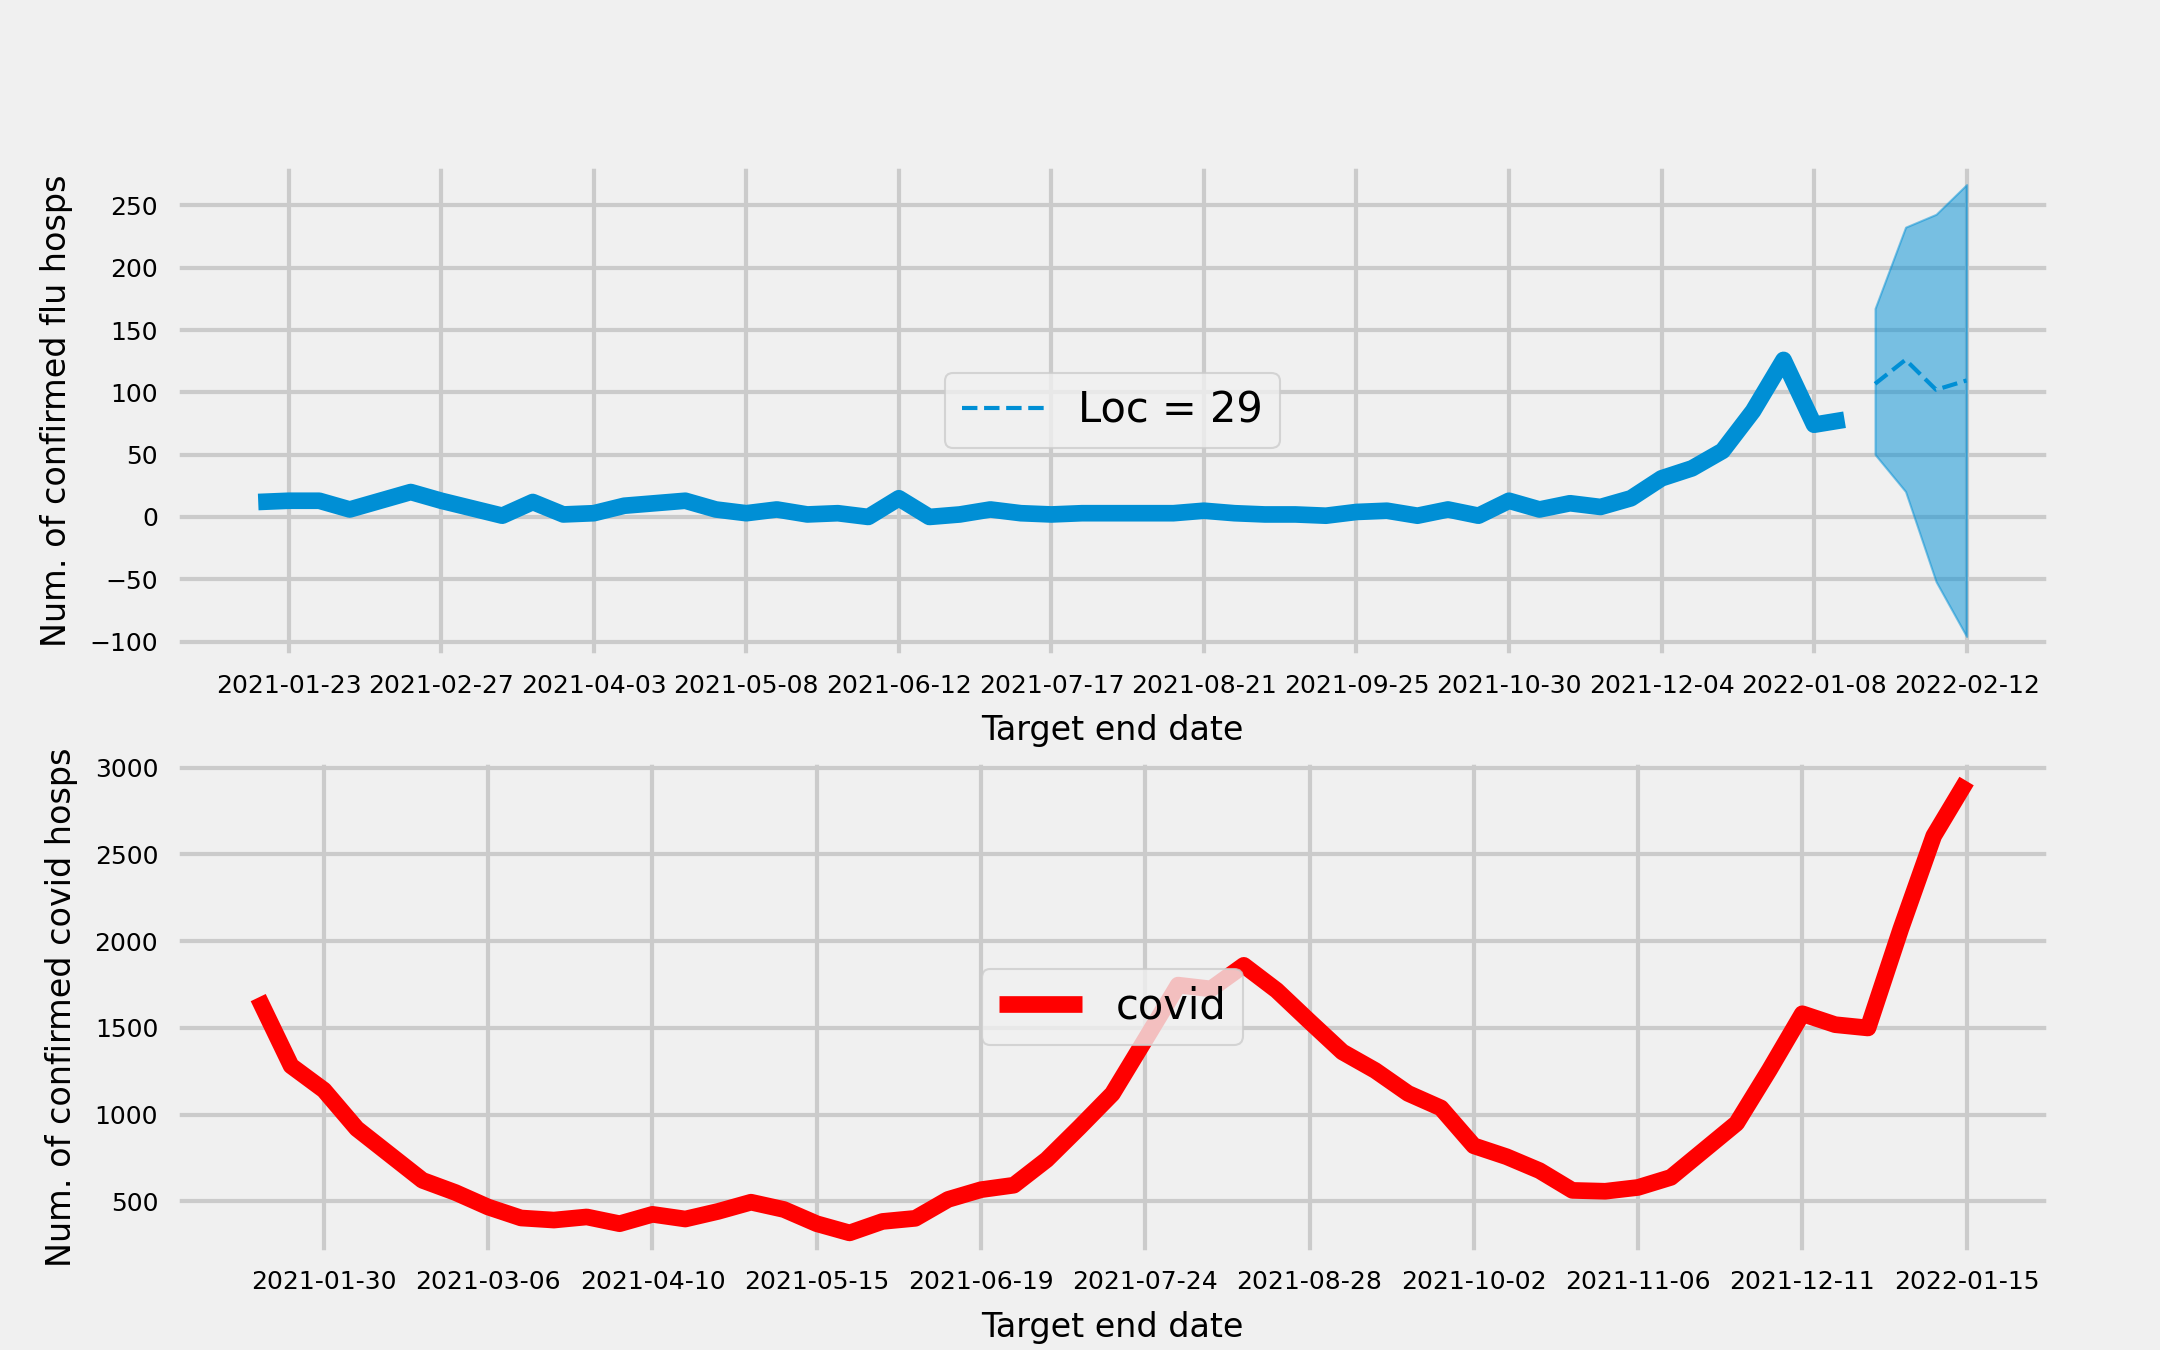 Num. of confirmed flu hosps
250
200
150
100
50
0
−50
−100
Loc = 29
2021-01-23 2021-02-27 2021-04-03 2021-05-08 2021-06-12 2021-07-17 2021-08-21 2021-09-25 2021-10-30 2021-12-04 2022-01-08 2022-02-12
Target end date
Num. of confirmed covid hosps
3000
2500
2000
1500
1000
500
covid
2021-01-30 2021-03-06 2021-04-10 2021-05-15 2021-06-19 2021-07-24 2021-08-28 2021-10-02 2021-11-06 2021-12-11 2022-01-15
Target end date